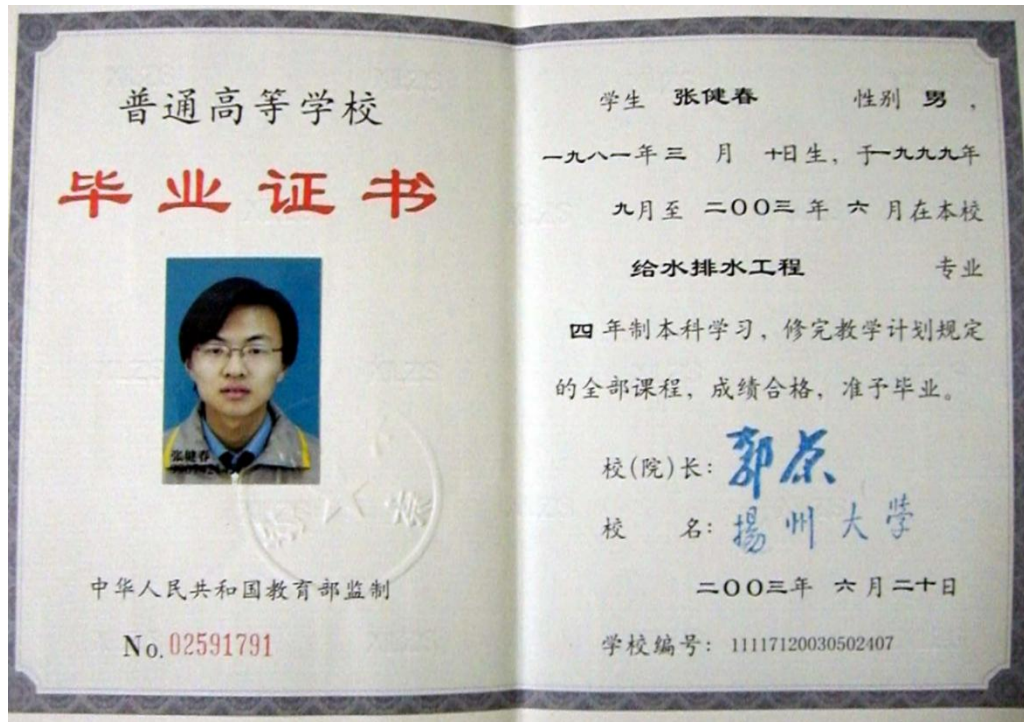 普通高等学校
毕业证书
张健春
中华人民共和国教育部监制
No. 02591791
学生 张健春 性别 男 ，
一九八一年三 月 十日生，于一九九九年
九月至 二〇〇三 年 六 月在本校
给水排水工程 专业
四 年制本科学习，修完教学计划规定
的全部课程，成绩合格，准予毕业。
校(院)长： 郭荣
校 名： 揚州大学
二〇〇三年 六 月二十日
学校编号： 11117120030502407